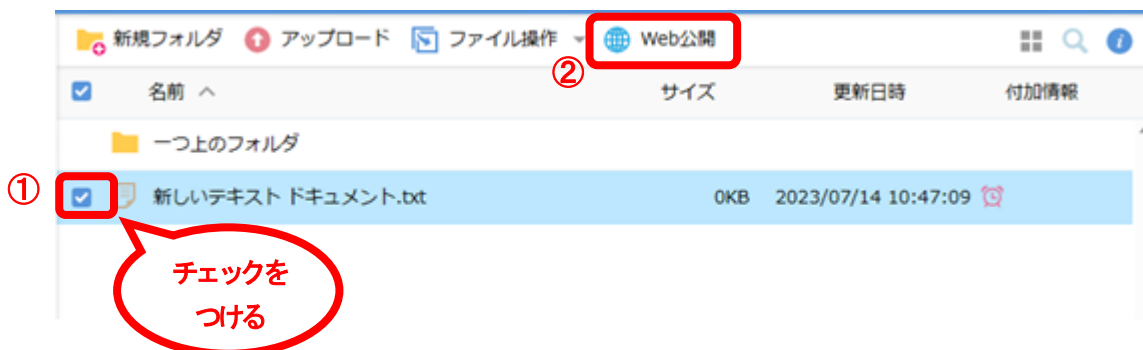 新規フォルダ アップロード ファイル操作 Web公開
②
名前 サイズ 更新日時 付加情報
一つ上のフォルダ
① 新しいテキスト ドキュメント.txt 0KB 2023/07/14 10:47:09
チェックを
つける